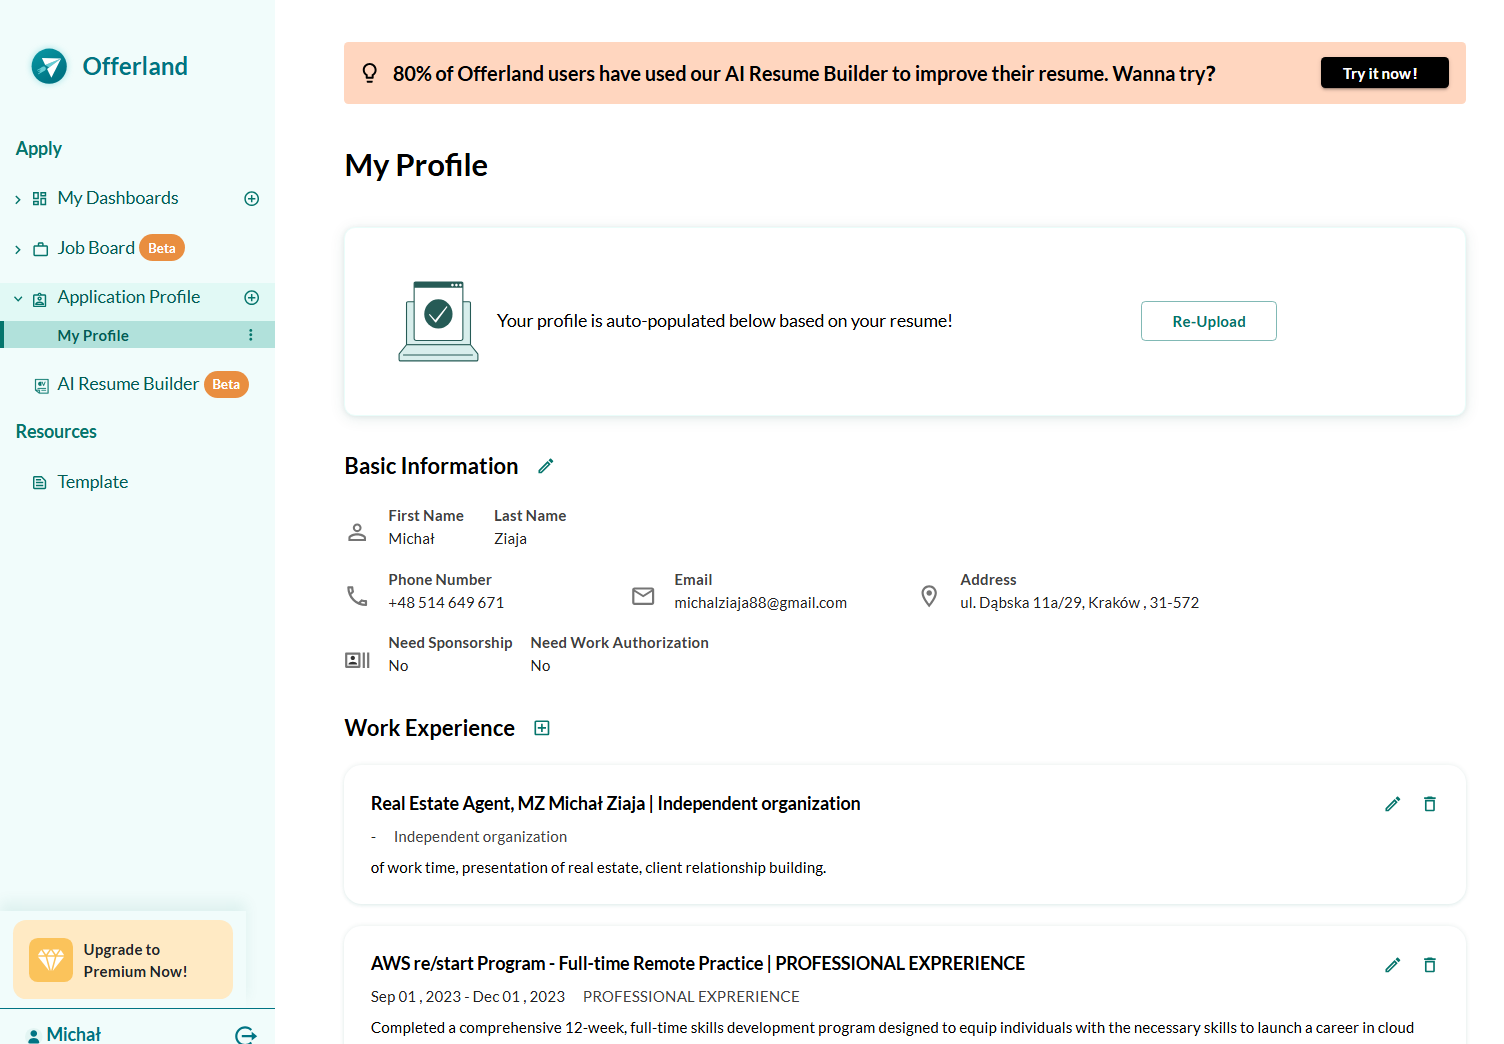 Offerland
80% of Offerland users have used our AI Resume Builder to improve their resume. Wanna try?
Try it now!
Apply
My Dashboards
Job Board Beta
Application Profile
My Profile
AI Resume Builder Beta
Resources
Template
Upgrade to
Premium Now!
Michał
My Profile
Your profile is auto-populated below based on your resume!
Re-Upload
Basic Information
First Name Last Name
Michał Ziaja
Phone Number Email Address
+48 514 649 671 michalziaja88@gmail.com ul. Dąbska 11a/29, Kraków , 31-572
Need Sponsorship Need Work Authorization
No No
Work Experience
Real Estate Agent, MZ Michał Ziaja | Independent organization
- Independent organization
of work time, presentation of real estate, client relationship building.
AWS re/start Program - Full-time Remote Practice | PROFESSIONAL EXPRERIENCE
Sep 01 , 2023 - Dec 01 , 2023 PROFESSIONAL EXPRERIENCE
Completed a comprehensive 12-week, full-time skills development program designed to equip individuals with the necessary skills to launch a career in cloud